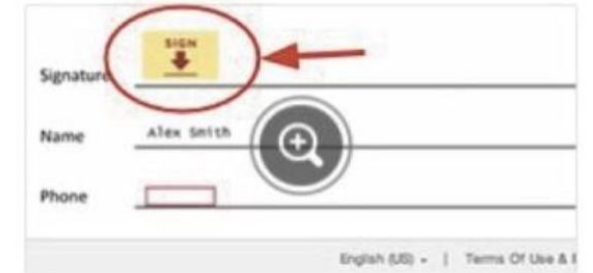 SIGN
Signature
Name Alex Smith
Phone
English (US) | Terms Of Use &